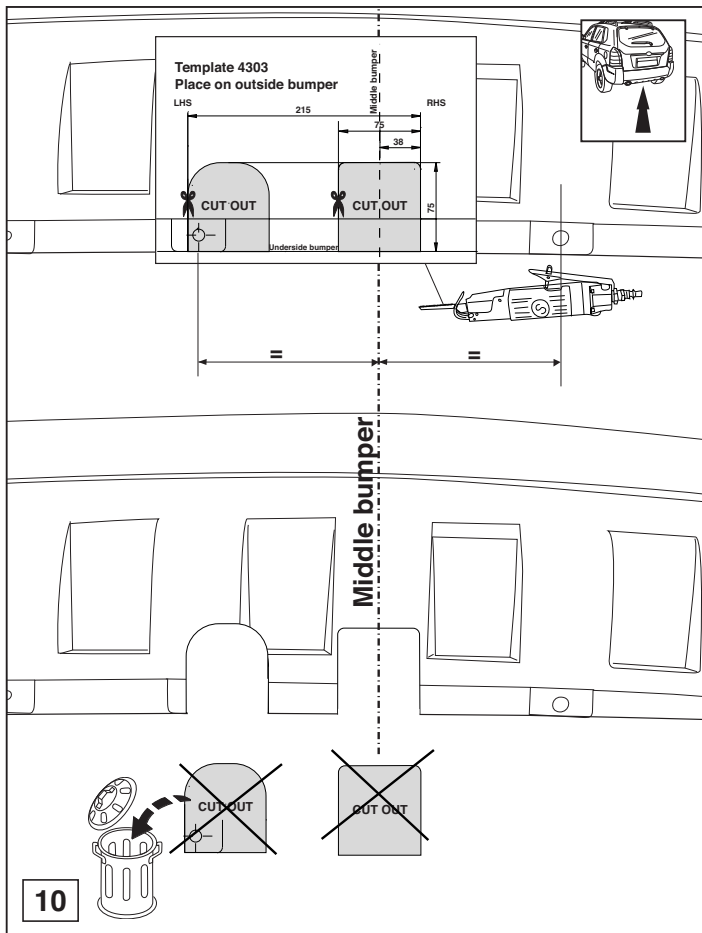 Template 4303
Place on outside bumper
Middle bumper
LHS
215
RHS
75
38
CUT OUT
CUT OUT
75
Underside bumper
S
=
=
Middle bumper
CUT OUT
CUT OUT
10